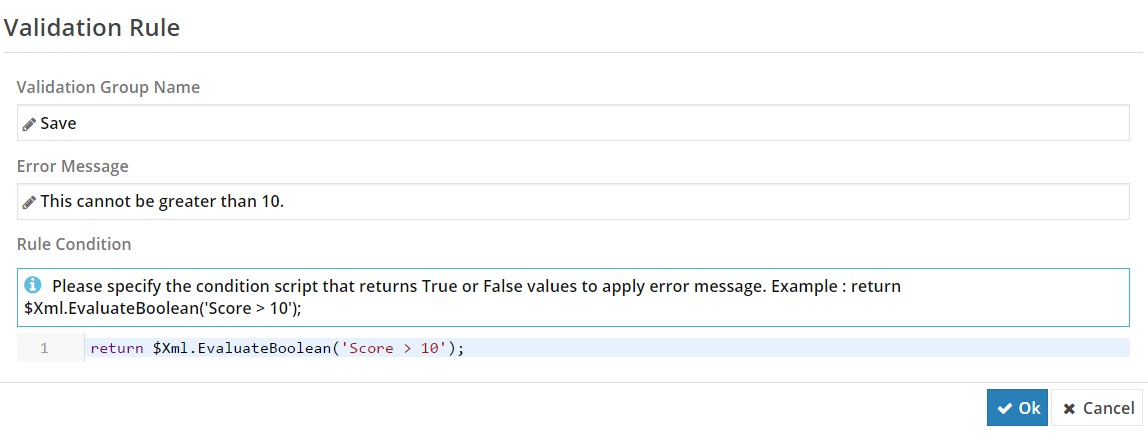 Validation Rule
Validation Group Name
Save
Error Message
This cannot be greater than 10.
Rule Condition
Please specify the condition script that returns True or False values to apply error message. Example : return
$Xml.EvaluateBoolean('Score > 10');
1 return $Xml.EvaluateBoolean('Score > 10');
Ok Cancel